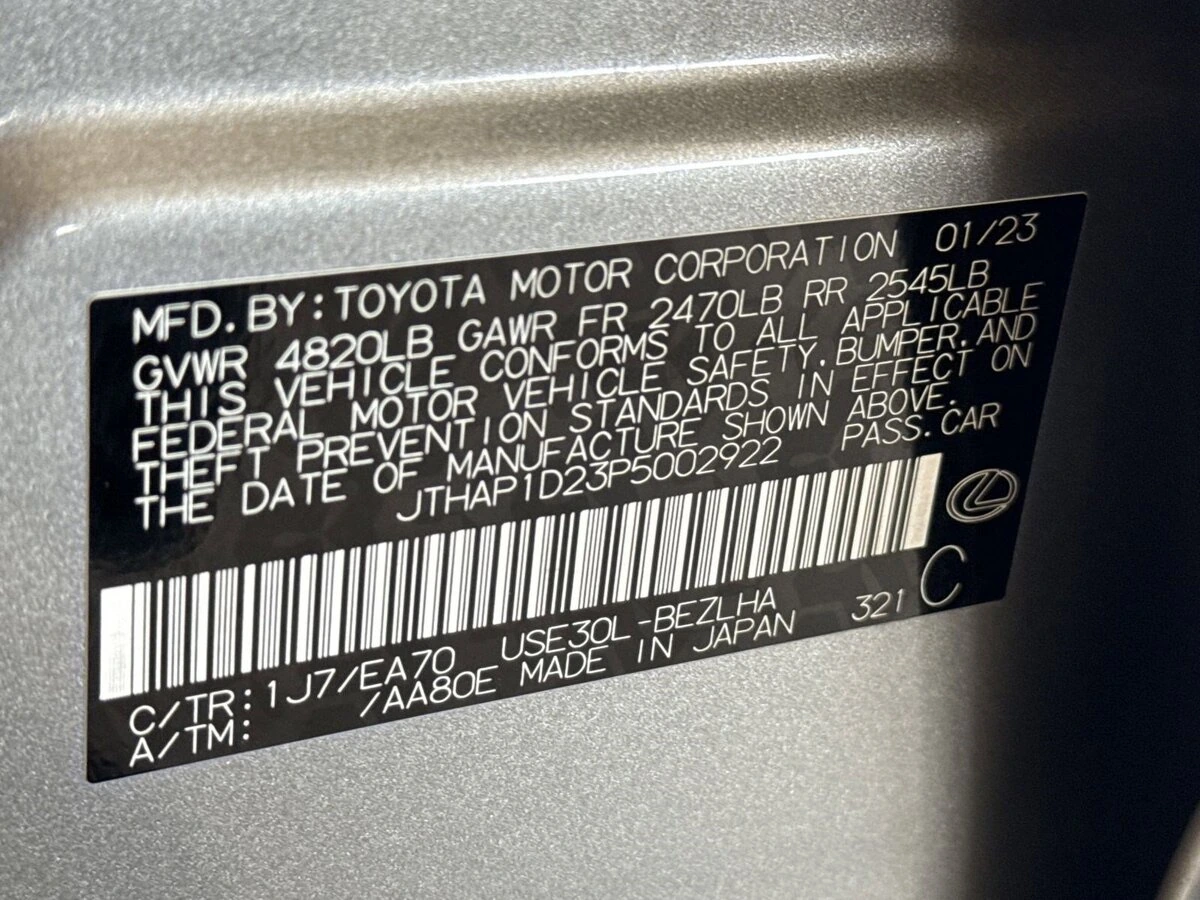 MFD. BY: TOYOTA MOTOR CORPORATION 01/23
GVWR 4820LB GAWR FR 2470LB RR 2545LB
THIS VEHICLE CONFORMS TO ALL APPLICABLE
FEDERAL MOTOR VEHICLE SAFETY, BUMPER, AND
THEFT PREVENTION STANDARDS IN EFFECT ON
THE DATE OF MANUFACTURE SHOWN ABOVE.
JTHAP1D23P5002922 PASS. CAR
C/TR: 1J7/EA70 USE30L-BEZLHA 321 C
A/TM: /AA80E MADE IN JAPAN